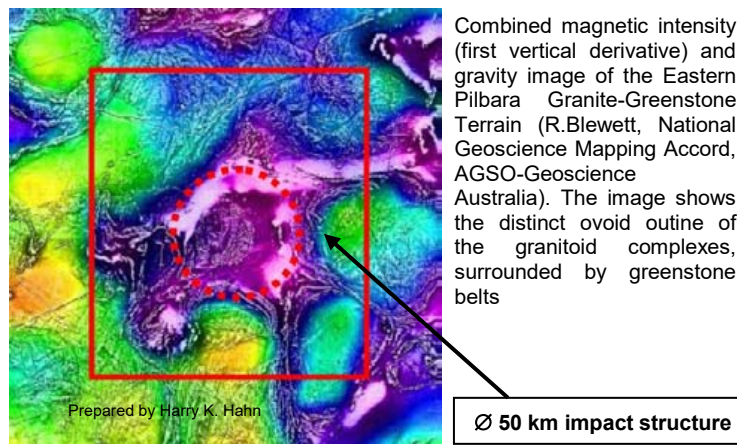 Combined magnetic intensity
(first vertical derivative) and
gravity image of the Eastern
Pilbara Granite-Greenstone
Terrain (R.Blewett, National
Geoscience Mapping Accord,
AGSO-Geoscience
Australia). The image shows
the distinct ovoid outine of
the granitoid complexes,
surrounded by greenstone
belts
Prepared by Harry K. Hahn
∅ 50 km impact structure